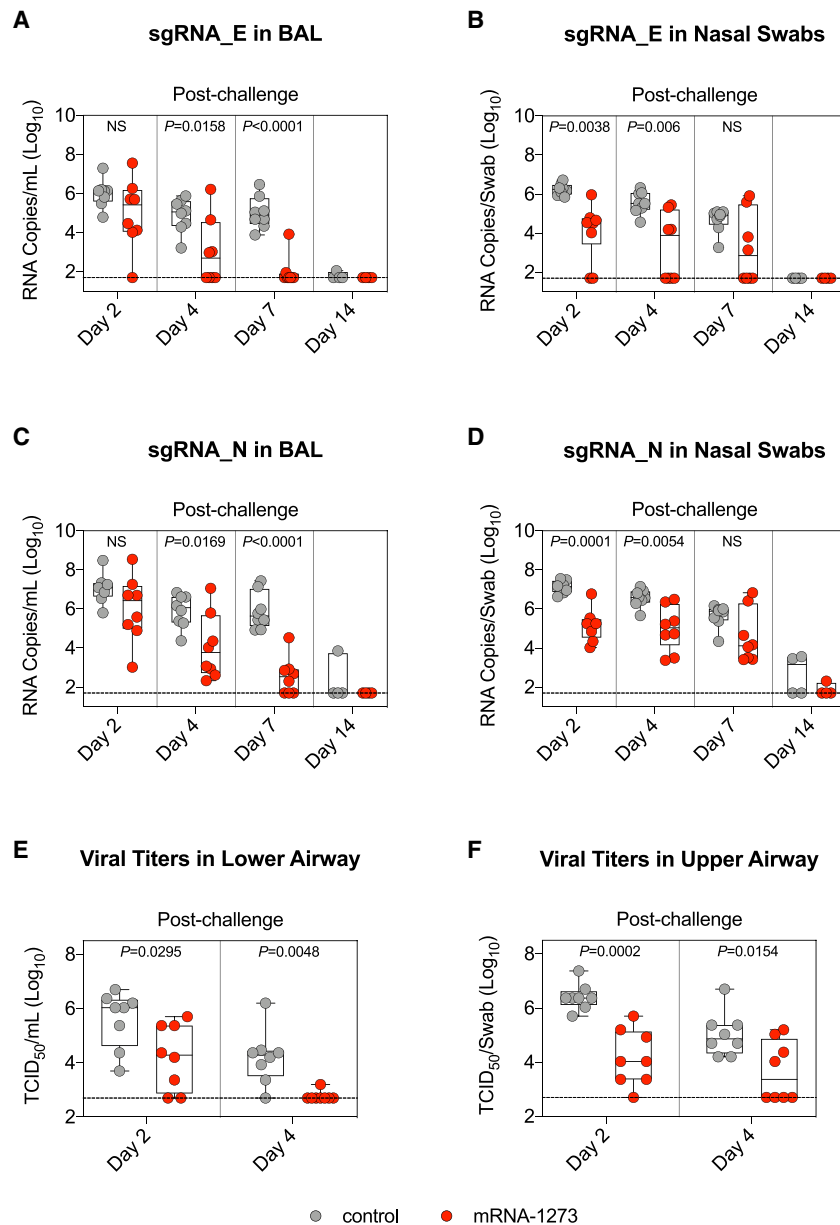 A
sgRNA_E in BAL
Post-challenge
RNA Copies/mL (Log10)
10
8
6
4
2
NS
P=0.0158
P<0.0001
Day 2
Day 4
Day 7
Day 14
B
sgRNA_E in Nasal Swabs
Post-challenge
RNA Copies/Swab (Log10)
10
8
6
4
2
P=0.0038
P=0.006
NS
Day 2
Day 4
Day 7
Day 14
C
sgRNA_N in BAL
Post-challenge
RNA Copies/mL (Log10)
10
8
6
4
2
NS
P=0.0169
P<0.0001
Day 2
Day 4
Day 7
Day 14
D
sgRNA_N in Nasal Swabs
Post-challenge
RNA Copies/Swab (Log10)
10
8
6
4
2
P=0.0001
P=0.0054
NS
Day 2
Day 4
Day 7
Day 14
E
Viral Titers in Lower Airway
Post-challenge
TCID50/mL (Log10)
8
6
4
2
P=0.0295
P=0.0048
Day 2
Day 4
F
Viral Titers in Upper Airway
Post-challenge
TCID50/Swab (Log10)
8
6
4
2
P=0.0002
P=0.0154
Day 2
Day 4
control
mRNA-1273